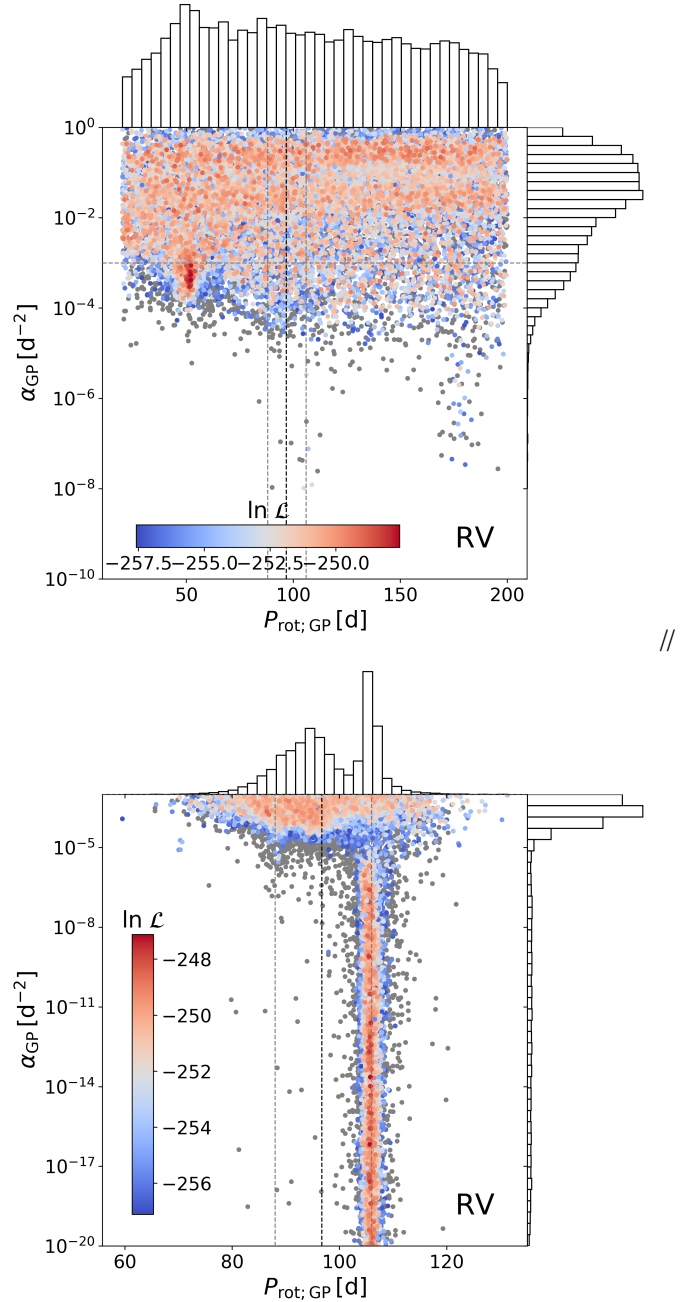 10⁰
10⁻²
10⁻⁴
10⁻⁶
10⁻⁸
10⁻¹⁰
α_GP [d⁻²]
ln ℒ
−257.5 −255.0 −252.5 −250.0
RV
50 100 150 200
P_rot; GP [d]
//
10⁻⁵
10⁻⁸
10⁻¹¹
10⁻¹⁴
10⁻¹⁷
10⁻²⁰
α_GP [d⁻²]
ln ℒ
−248
−250
−252
−254
−256
RV
60 80 100 120
P_rot; GP [d]